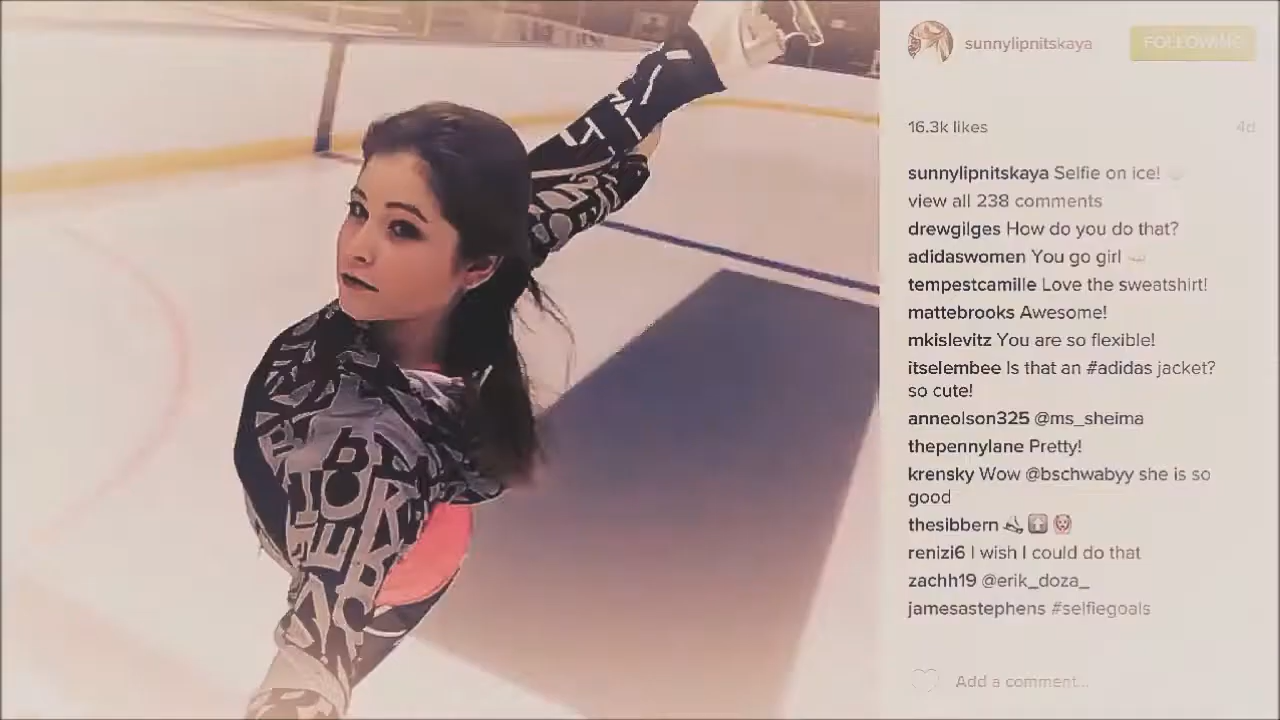 sunnylipnitskaya
FOLLOWING
16.3k likes
4d
sunnylipnitskaya Selfie on ice!
view all 238 comments
drewgilges How do you do that?
adidaswomen You go girl
tempestcamille Love the sweatshirt!
mattebrooks Awesome!
mkislevitz You are so flexible!
itselembee Is that an #adidas jacket?
so cute!
anneolson325 @ms_sheima
thepennylane Pretty!
krensky Wow @bschwabyy she is so
good
thesibbern
renizi6 I wish I could do that
zachh19 @erik_doza_
jamesastephens #selfiegoals
Add a comment...